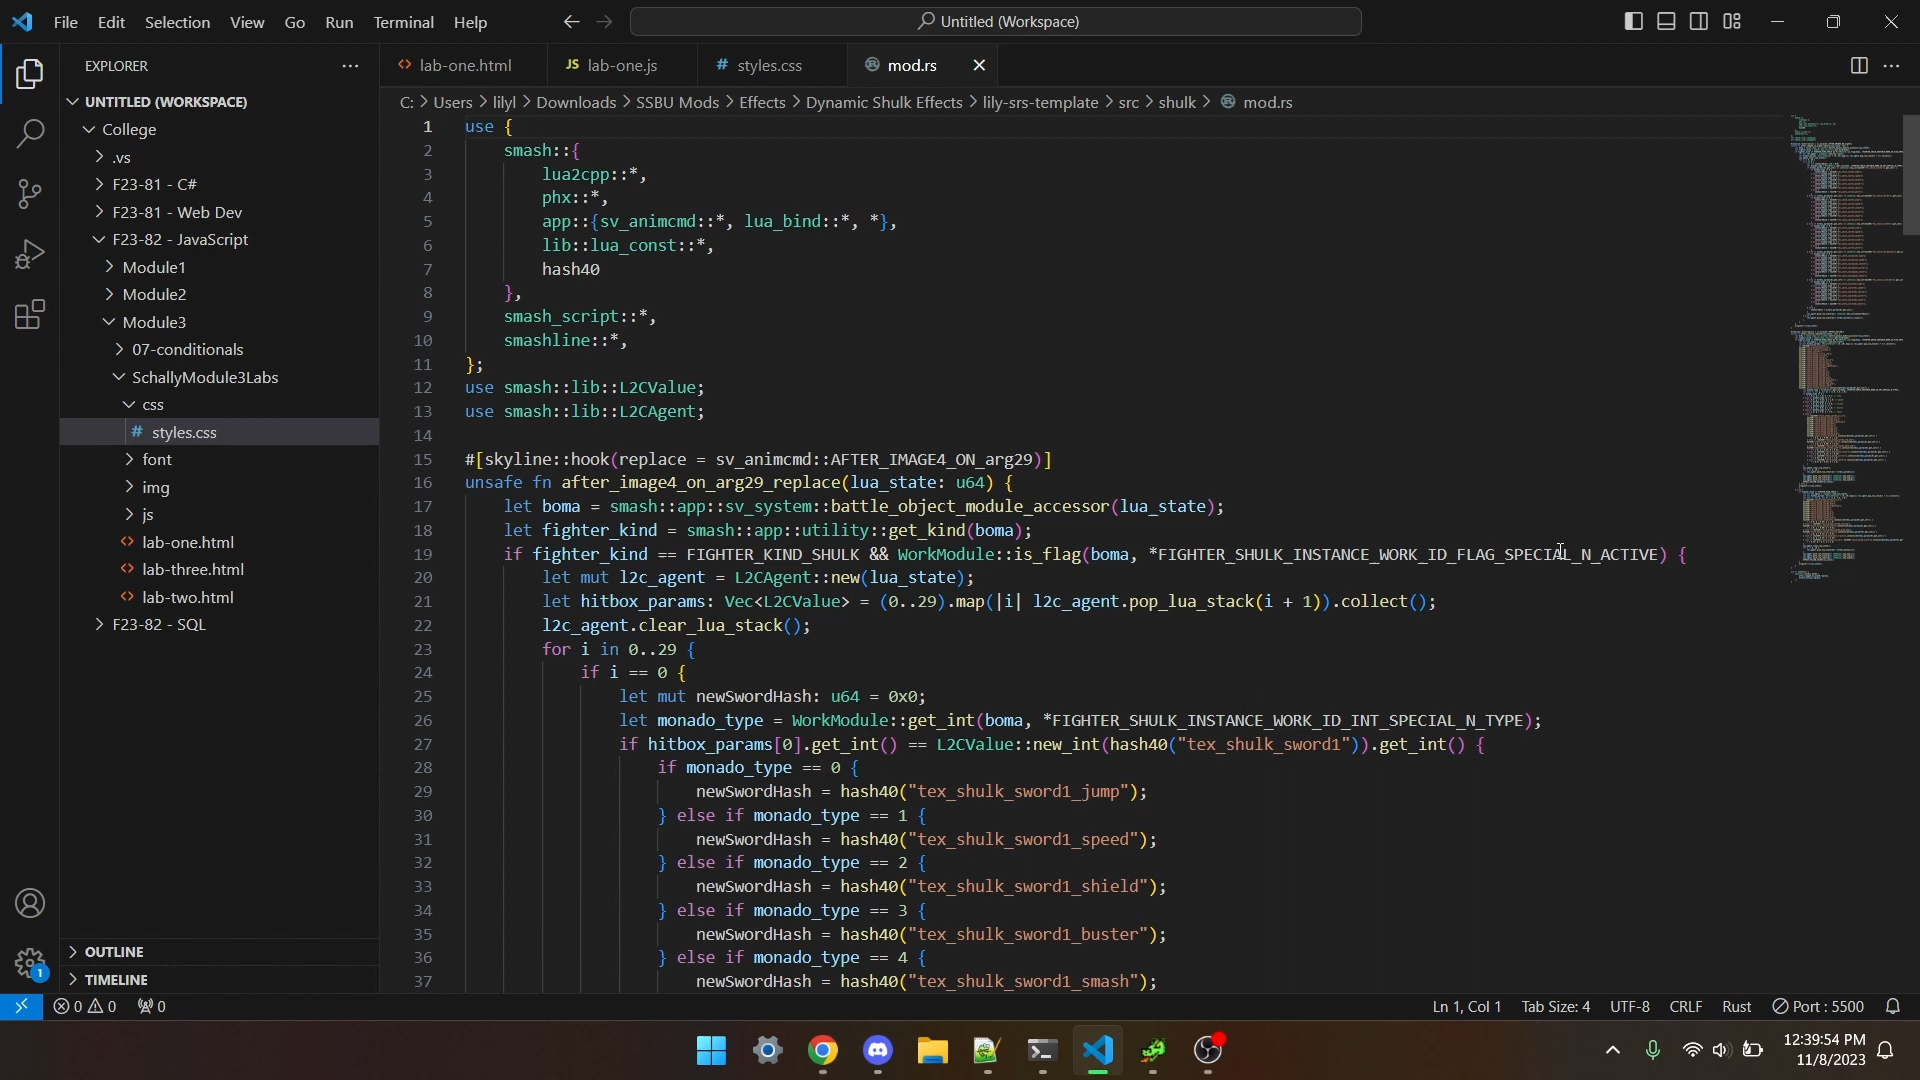 File Edit Selection View Go Run Terminal Help
Untitled (Workspace)
EXPLORER
lab-one.html
JS lab-one.js
# styles.css
mod.rs
UNTITLED (WORKSPACE)
College
.vs
F23-81 - C#
F23-81 - Web Dev
F23-82 - JavaScript
Module1
Module2
Module3
07-conditionals
SchallyModule3Labs
css
# styles.css
font
img
js
lab-one.html
lab-three.html
lab-two.html
F23-82 - SQL
OUTLINE
TIMELINE
C: > Users > lilyl > Downloads > SSBU Mods > Effects > Dynamic Shulk Effects > lily-srs-template > src > shulk > mod.rs
1 use {
2 smash::{
3 lua2cpp::*,
4 phx::*,
5 app::{sv_animcmd::*, lua_bind::*, *},
6 lib::lua_const::*,
7 hash40
8 },
9 smash_script::*,
10 smashline::*,
11 };
12 use smash::lib::L2CValue;
13 use smash::lib::L2CAgent;
14
15 #[skyline::hook(replace = sv_animcmd::AFTER_IMAGE4_ON_arg29)]
16 unsafe fn after_image4_on_arg29_replace(lua_state: u64) {
17 let boma = smash::app::sv_system::battle_object_module_accessor(lua_state);
18 let fighter_kind = smash::app::utility::get_kind(boma);
19 if fighter_kind == FIGHTER_KIND_SHULK && WorkModule::is_flag(boma, *FIGHTER_SHULK_INSTANCE_WORK_ID_FLAG_SPECIAL_N_ACTIVE) {
20 let mut l2c_agent = L2CAgent::new(lua_state);
21 let hitbox_params: Vec<L2CValue> = (0..29).map(|i| l2c_agent.pop_lua_stack(i + 1)).collect();
22 l2c_agent.clear_lua_stack();
23 for i in 0..29 {
24 if i == 0 {
25 let mut newSwordHash: u64 = 0x0;
26 let monado_type = WorkModule::get_int(boma, *FIGHTER_SHULK_INSTANCE_WORK_ID_INT_SPECIAL_N_TYPE);
27 if hitbox_params[0].get_int() == L2CValue::new_int(hash40("tex_shulk_sword1")).get_int() {
28 if monado_type == 0 {
29 newSwordHash = hash40("tex_shulk_sword1_jump");
30 } else if monado_type == 1 {
31 newSwordHash = hash40("tex_shulk_sword1_speed");
32 } else if monado_type == 2 {
33 newSwordHash = hash40("tex_shulk_sword1_shield");
34 } else if monado_type == 3 {
35 newSwordHash = hash40("tex_shulk_sword1_buster");
36 } else if monado_type == 4 {
37 newSwordHash = hash40("tex_shulk_sword1_smash");
1
0 0 0
Ln 1, Col 1 Tab Size: 4 UTF-8 CRLF Rust Port : 5500
12:39:54 PM
11/8/2023